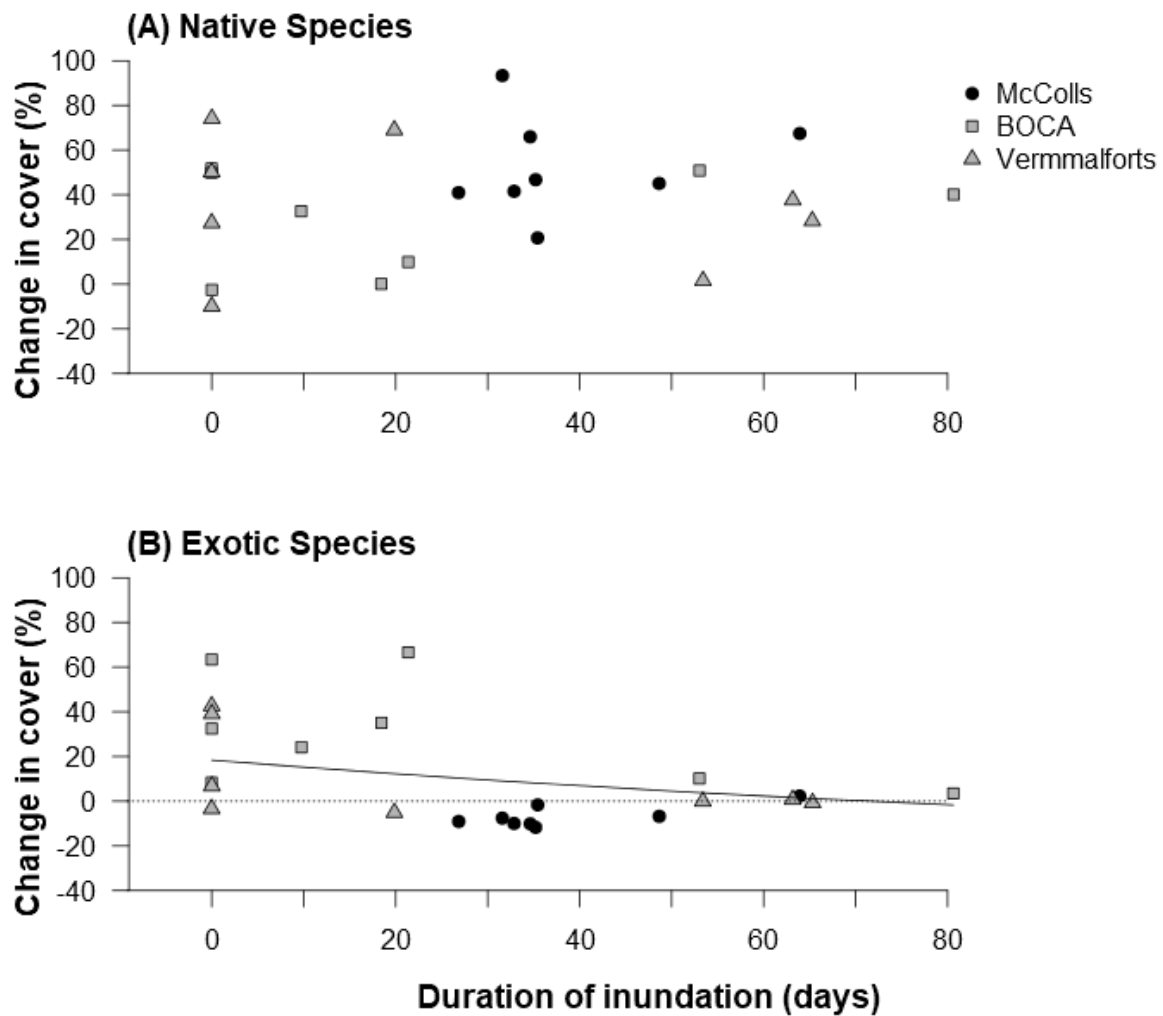 (A) Native Species
Change in cover (%)
100
80
60
40
20
0
-20
-40
0 20 40 60 80
McColls
BOCA
Vermmalforts
(B) Exotic Species
Change in cover (%)
100
80
60
40
20
0
-20
-40
0 20 40 60 80
Duration of inundation (days)